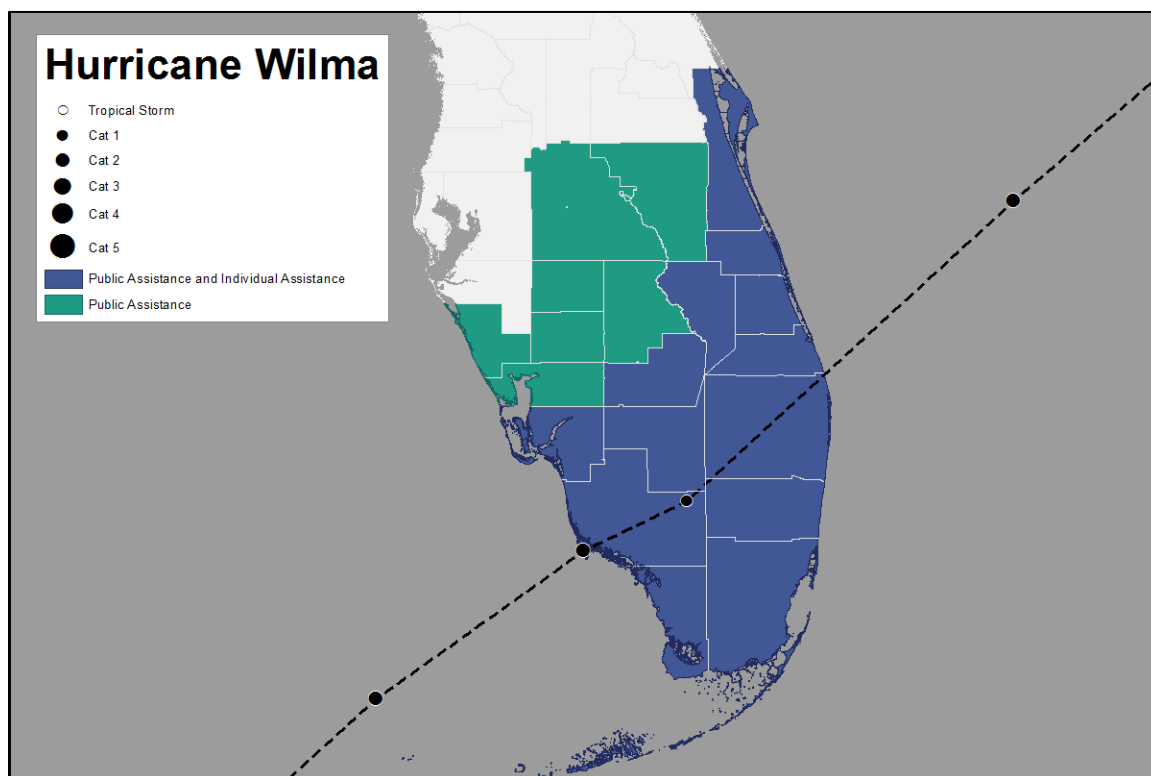 Hurricane Wilma
Tropical Storm
Cat 1
Cat 2
Cat 3
Cat 4
Cat 5
Public Assistance and Individual Assistance
Public Assistance